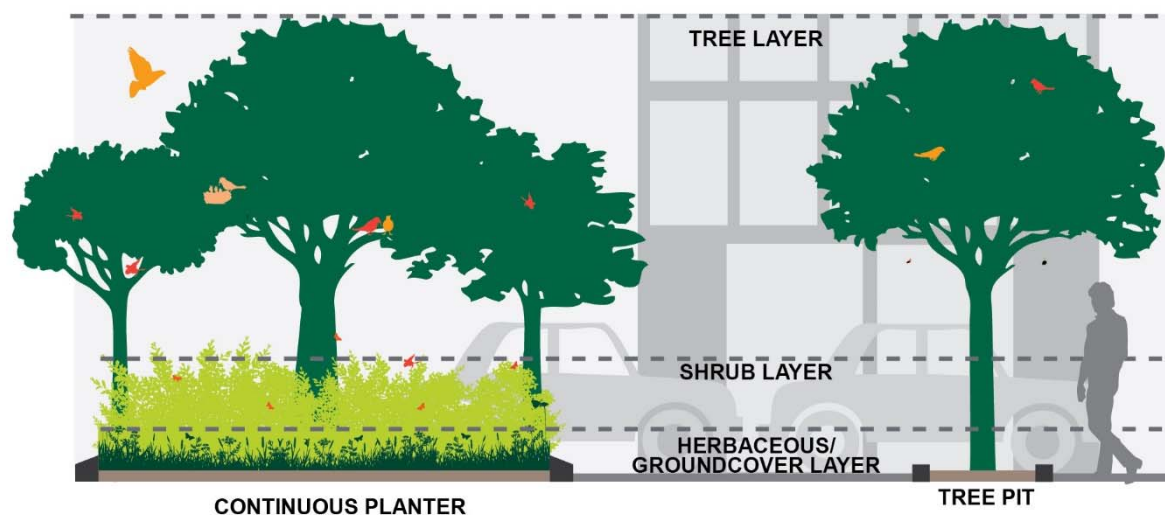 TREE LAYER
SHRUB LAYER
HERBACEOUS/
GROUNDCOVER LAYER
CONTINUOUS PLANTER
TREE PIT